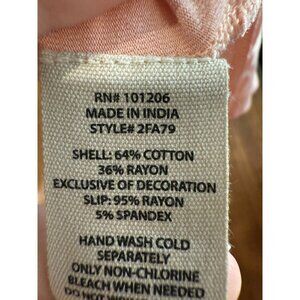 RN# 101206
MADE IN INDIA
STYLE# 2FA79
SHELL: 64% COTTON
36% RAYON
EXCLUSIVE OF DECORATION
SLIP: 95% RAYON
5% SPANDEX
HAND WASH COLD
SEPARATELY
ONLY NON-CHLORINE
BLEACH WHEN NEEDED